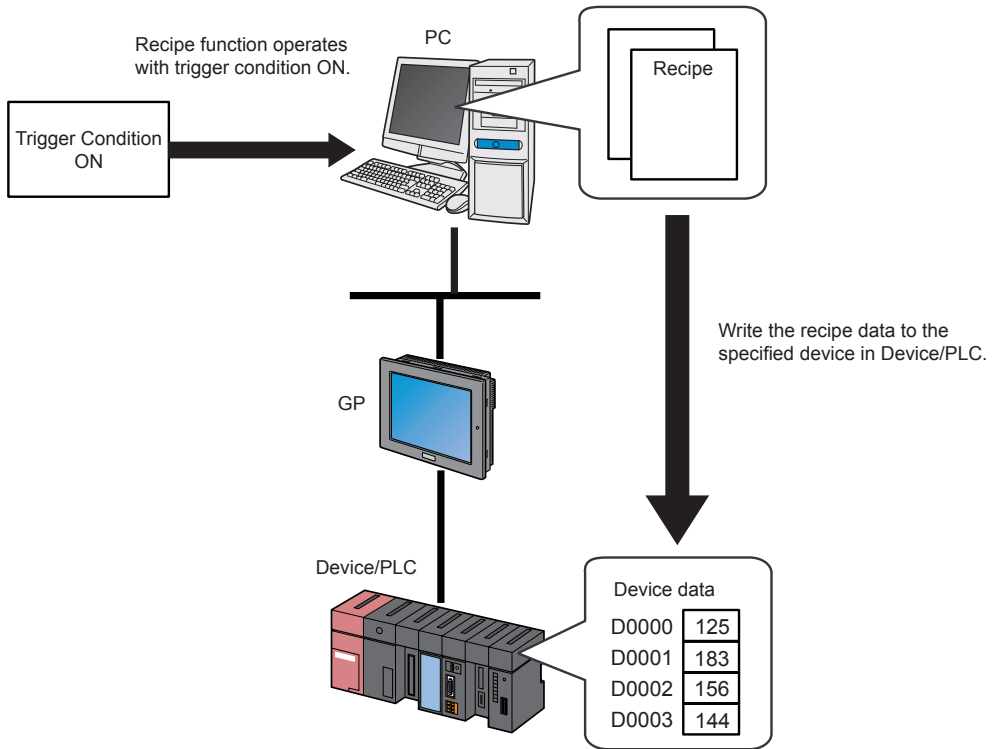 Recipe function operates
with trigger condition ON.
PC
Recipe
Trigger Condition
ON
Write the recipe data to the
specified device in Device/PLC.
GP
Device/PLC
Device data
D0000 125
D0001 183
D0002 156
D0003 144